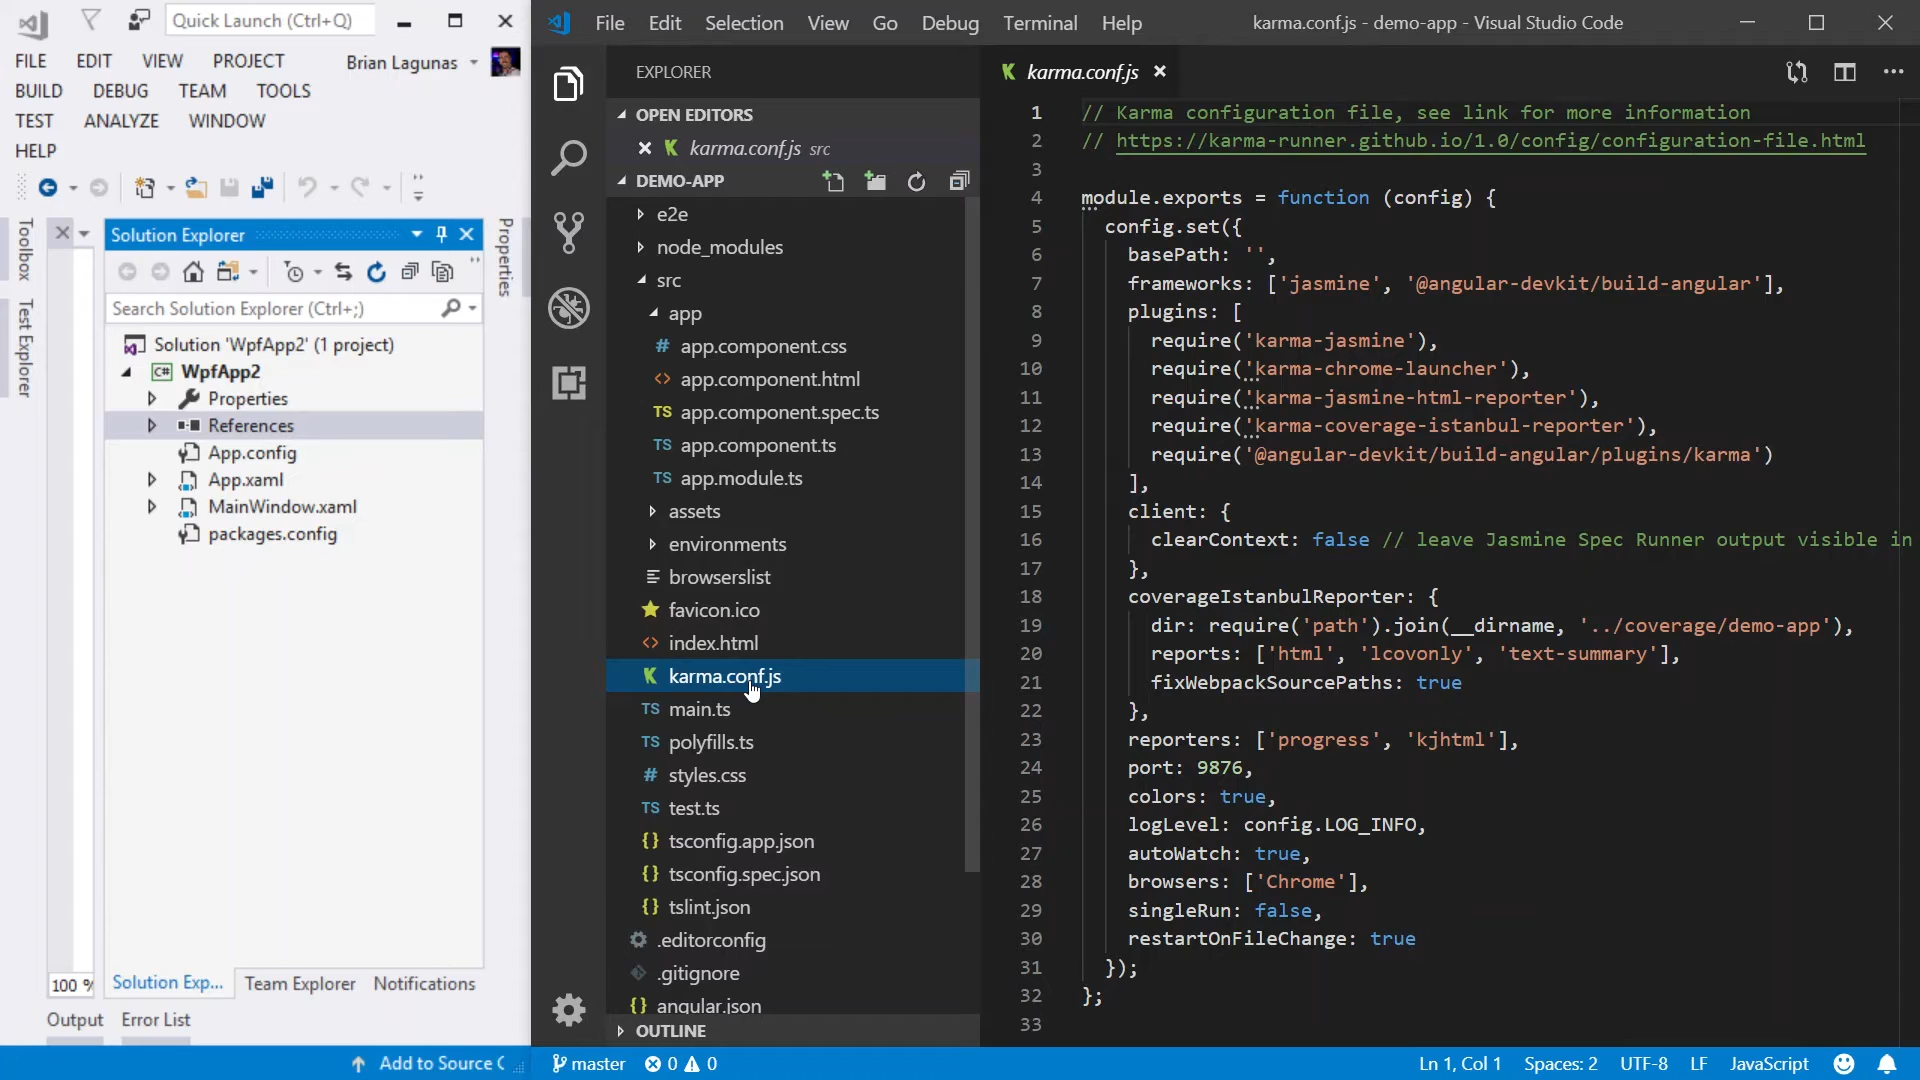 Quick Launch (Ctrl+Q)
FILE EDIT VIEW PROJECT Brian Lagunas
BUILD DEBUG TEAM TOOLS
TEST ANALYZE WINDOW
HELP
Toolbox
Test Explorer
Solution Explorer
Properties
Search Solution Explorer (Ctrl+;)
Solution 'WpfApp2' (1 project)
C# WpfApp2
Properties
References
App.config
App.xaml
MainWindow.xaml
packages.config
100 %
Solution Exp... Team Explorer Notifications
Output Error List
Add to Source C
File Edit Selection View Go Debug Terminal Help karma.conf.js - demo-app - Visual Studio Code
EXPLORER
OPEN EDITORS
karma.conf.js src
DEMO-APP
e2e
node_modules
src
app
# app.component.css
<> app.component.html
TS app.component.spec.ts
TS app.component.ts
TS app.module.ts
assets
environments
browserslist
favicon.ico
<> index.html
karma.conf.js
TS main.ts
TS polyfills.ts
# styles.css
TS test.ts
{} tsconfig.app.json
{} tsconfig.spec.json
{} tslint.json
.editorconfig
.gitignore
{} angular.json
OUTLINE
karma.conf.js
1 // Karma configuration file, see link for more information
2 // https://karma-runner.github.io/1.0/config/configuration-file.html
3
4 module.exports = function (config) {
5 config.set({
6 basePath: '',
7 frameworks: ['jasmine', '@angular-devkit/build-angular'],
8 plugins: [
9 require('karma-jasmine'),
10 require('karma-chrome-launcher'),
11 require('karma-jasmine-html-reporter'),
12 require('karma-coverage-istanbul-reporter'),
13 require('@angular-devkit/build-angular/plugins/karma')
14 ],
15 client: {
16 clearContext: false // leave Jasmine Spec Runner output visible in
17 },
18 coverageIstanbulReporter: {
19 dir: require('path').join(__dirname, '../coverage/demo-app'),
20 reports: ['html', 'lcovonly', 'text-summary'],
21 fixWebpackSourcePaths: true
22 },
23 reporters: ['progress', 'kjhtml'],
24 port: 9876,
25 colors: true,
26 logLevel: config.LOG_INFO,
27 autoWatch: true,
28 browsers: ['Chrome'],
29 singleRun: false,
30 restartOnFileChange: true
31 });
32 };
33
master 0 0 Ln 1, Col 1 Spaces: 2 UTF-8 LF JavaScript